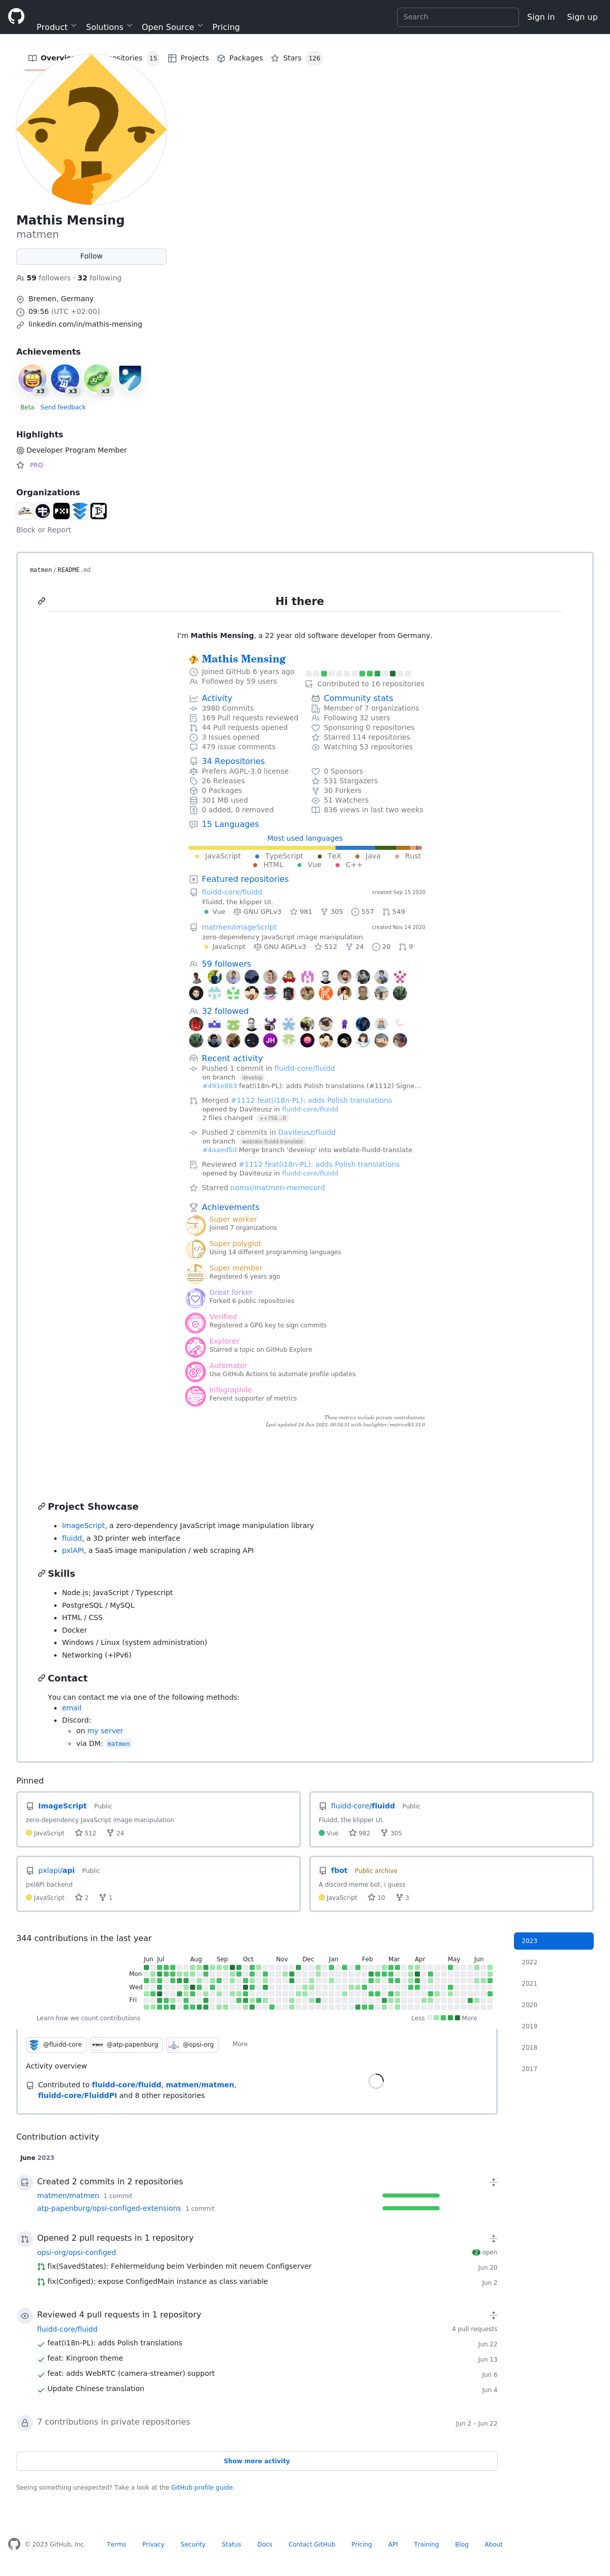 Product Solutions Open Source Pricing Search Sign in Sign up
Overview Repositories 15 Projects Packages Stars 126
Mathis Mensing
matmen
Follow
59 followers · 32 following
Bremen, Germany
09:56 (UTC +02:00)
linkedin.com/in/mathis-mensing
Achievements
x3 x3 x3
Beta Send feedback
Highlights
Developer Program Member
PRO
Organizations
Block or Report
matmen / README.md
Hi there
I'm Mathis Mensing, a 22 year old software developer from Germany.
Mathis Mensing
Joined GitHub 6 years ago
Followed by 59 users
Contributed to 16 repositories
Activity
3980 Commits
169 Pull requests reviewed
44 Pull requests opened
3 Issues opened
479 issue comments
Community stats
Member of 7 organizations
Following 32 users
Sponsoring 0 repositories
Starred 114 repositories
Watching 53 repositories
34 Repositories
Prefers AGPL-3.0 license
26 Releases
0 Packages
301 MB used
0 added, 0 removed
0 Sponsors
531 Stargazers
30 Forkers
51 Watchers
836 views in last two weeks
15 Languages
Most used languages
JavaScript TypeScript TeX Java Rust
HTML Vue C++
Featured repositories
fluidd-core/fluidd created Sep 15 2020
Fluidd, the klipper UI.
Vue GNU GPLv3 981 305 557 549
matmen/ImageScript created Nov 14 2020
zero-dependency JavaScript image manipulation
JavaScript GNU AGPLv3 512 24 20 9
59 followers
32 followed
JH
Recent activity
Pushed 1 commit in fluidd-core/fluidd
on branch develop
#491e863 feat(i18n-PL): adds Polish translations (#1112) Signe...
Merged #1112 feat(i18n-PL): adds Polish translations
opened by Daviteusz in fluidd-core/fluidd
2 files changed ++756 --0
Pushed 2 commits in Daviteusz/fluidd
on branch weblate-fluidd-translate
#4aaed5d Merge branch 'develop' into weblate-fluidd-translate
Reviewed #1112 feat(i18n-PL): adds Polish translations
opened by Daviteusz in fluidd-core/fluidd
Starred nomsi/matmen-memecord
Achievements
Super worker
Joined 7 organizations
Super polyglot
Using 14 different programming languages
Super member
Registered 6 years ago
Great forker
Forked 6 public repositories
Verified
Registered a GPG key to sign commits
Explorer
Starred a topic on GitHub Explore
Automator
Use GitHub Actions to automate profile updates
Infographile
Fervent supporter of metrics
These metrics include private contributions
Last updated 24 Jun 2023, 00:54:31 with lowlighter/metrics@3.33.0
Project Showcase
ImageScript, a zero-dependency JavaScript image manipulation library
fluidd, a 3D printer web interface
pxlAPI, a SaaS image manipulation / web scraping API
Skills
Node.js; JavaScript / Typescript
PostgreSQL / MySQL
HTML / CSS
Docker
Windows / Linux (system administration)
Networking (+IPv6)
Contact
You can contact me via one of the following methods:
email
Discord:
on my server
via DM: matmen
Pinned
ImageScript Public
zero-dependency JavaScript image manipulation
JavaScript 512 24
fluidd-core/fluidd Public
Fluidd, the klipper UI.
Vue 982 305
pxlapi/api Public
pxlAPI backend
JavaScript 2 1
fbot Public archive
A discord meme bot, i guess
JavaScript 10 3
344 contributions in the last year
2023
2022
2021
2020
2019
2018
2017
Jun Jul Aug Sep Oct Nov Dec Jan Feb Mar Apr May Jun
Mon
Wed
Fri
Learn how we count contributions Less More
@fluidd-core @atp-papenburg @opsi-org More
Activity overview
Contributed to fluidd-core/fluidd, matmen/matmen,
fluidd-core/FluiddPI and 8 other repositories
Contribution activity
June 2023
Created 2 commits in 2 repositories
matmen/matmen 1 commit
atp-papenburg/opsi-configed-extensions 1 commit
Opened 2 pull requests in 1 repository
opsi-org/opsi-configed 2 open
fix(SavedStates): Fehlermeldung beim Verbinden mit neuem Configserver Jun 20
fix(Configed): expose ConfigedMain instance as class variable Jun 2
Reviewed 4 pull requests in 1 repository
fluidd-core/fluidd 4 pull requests
feat(i18n-PL): adds Polish translations Jun 22
feat: Kingroon theme Jun 13
feat: adds WebRTC (camera-streamer) support Jun 6
Update Chinese translation Jun 4
7 contributions in private repositories Jun 2 – Jun 22
Show more activity
Seeing something unexpected? Take a look at the GitHub profile guide.
© 2023 GitHub, Inc. Terms Privacy Security Status Docs Contact GitHub Pricing API Training Blog About